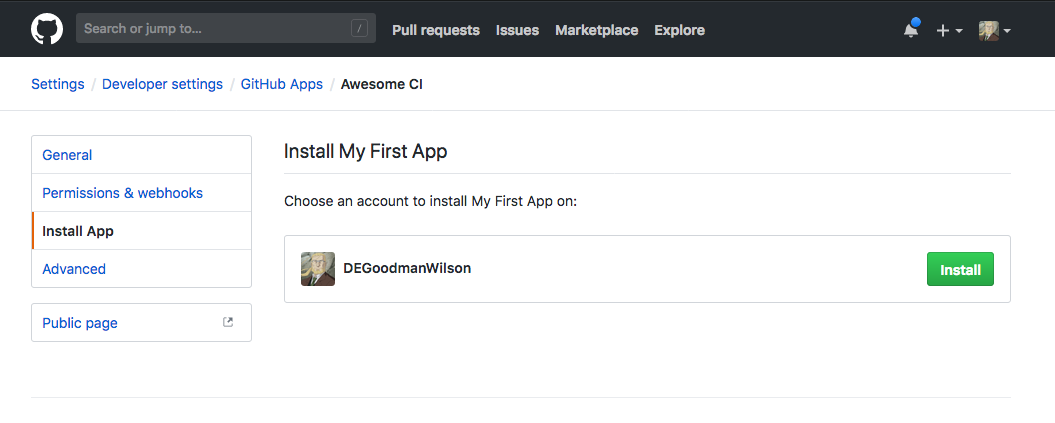 Search or jump to... / Pull requests Issues Marketplace Explore
Settings / Developer settings / GitHub Apps / Awesome CI
General
Permissions & webhooks
Install App
Advanced
Public page
Install My First App
Choose an account to install My First App on:
DEGoodmanWilson Install